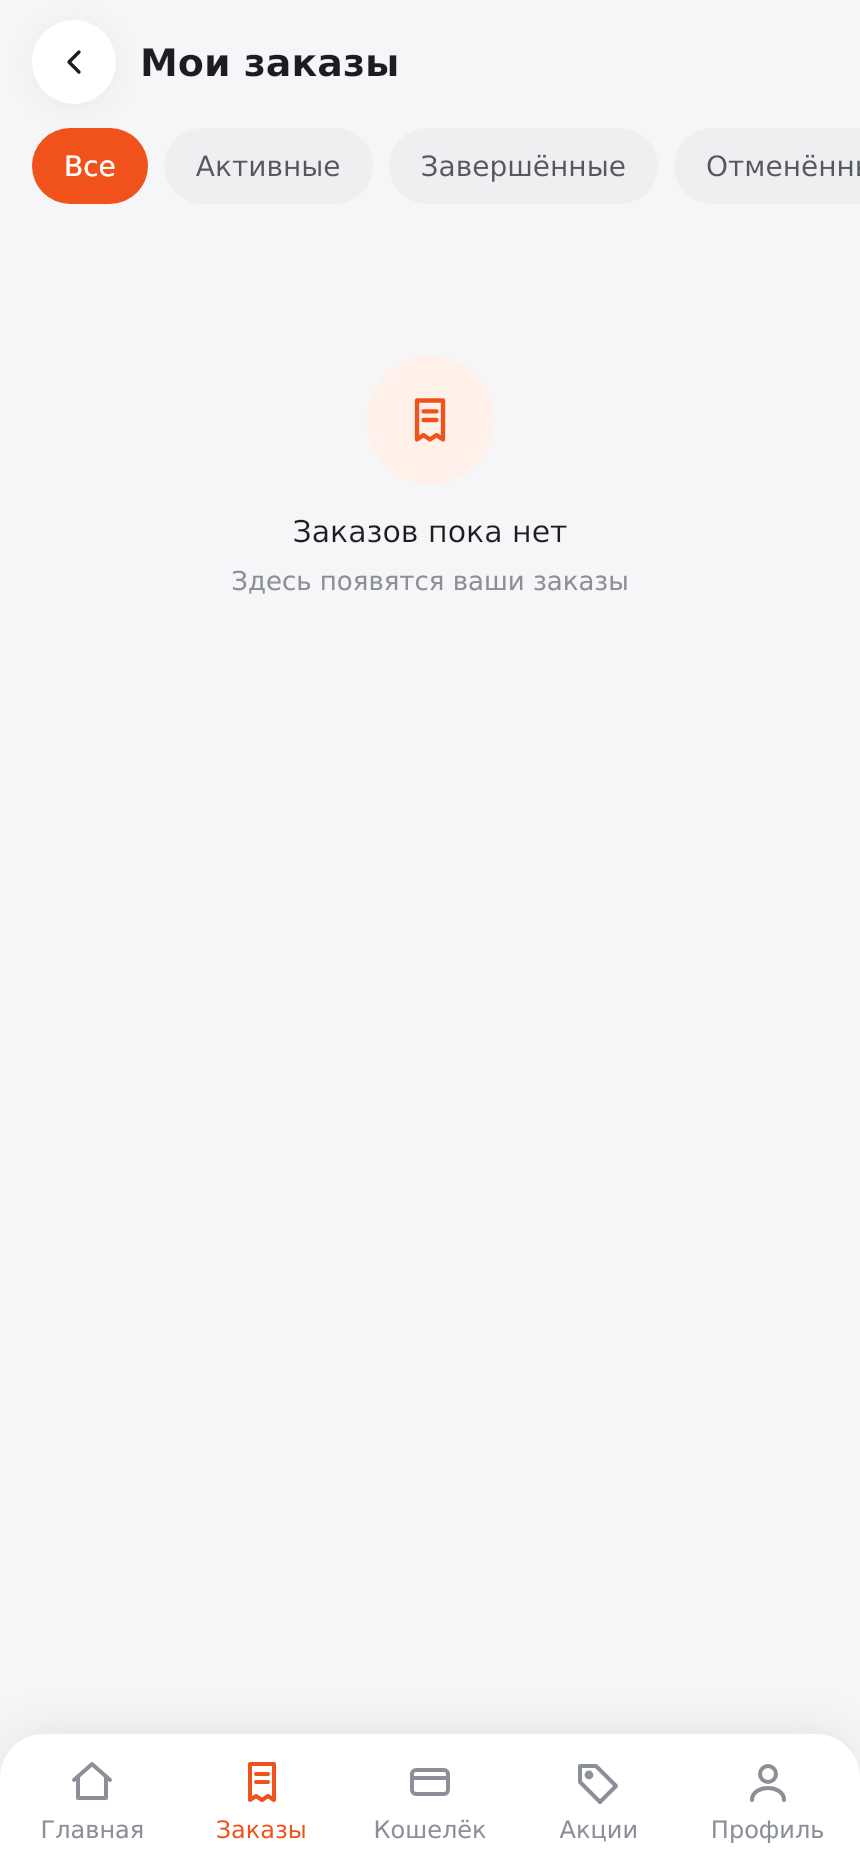 Мои заказы
Все Активные Завершённые
Заказов пока нет
Здесь появятся ваши заказы
Главная Заказы Кошелёк Акции Профиль